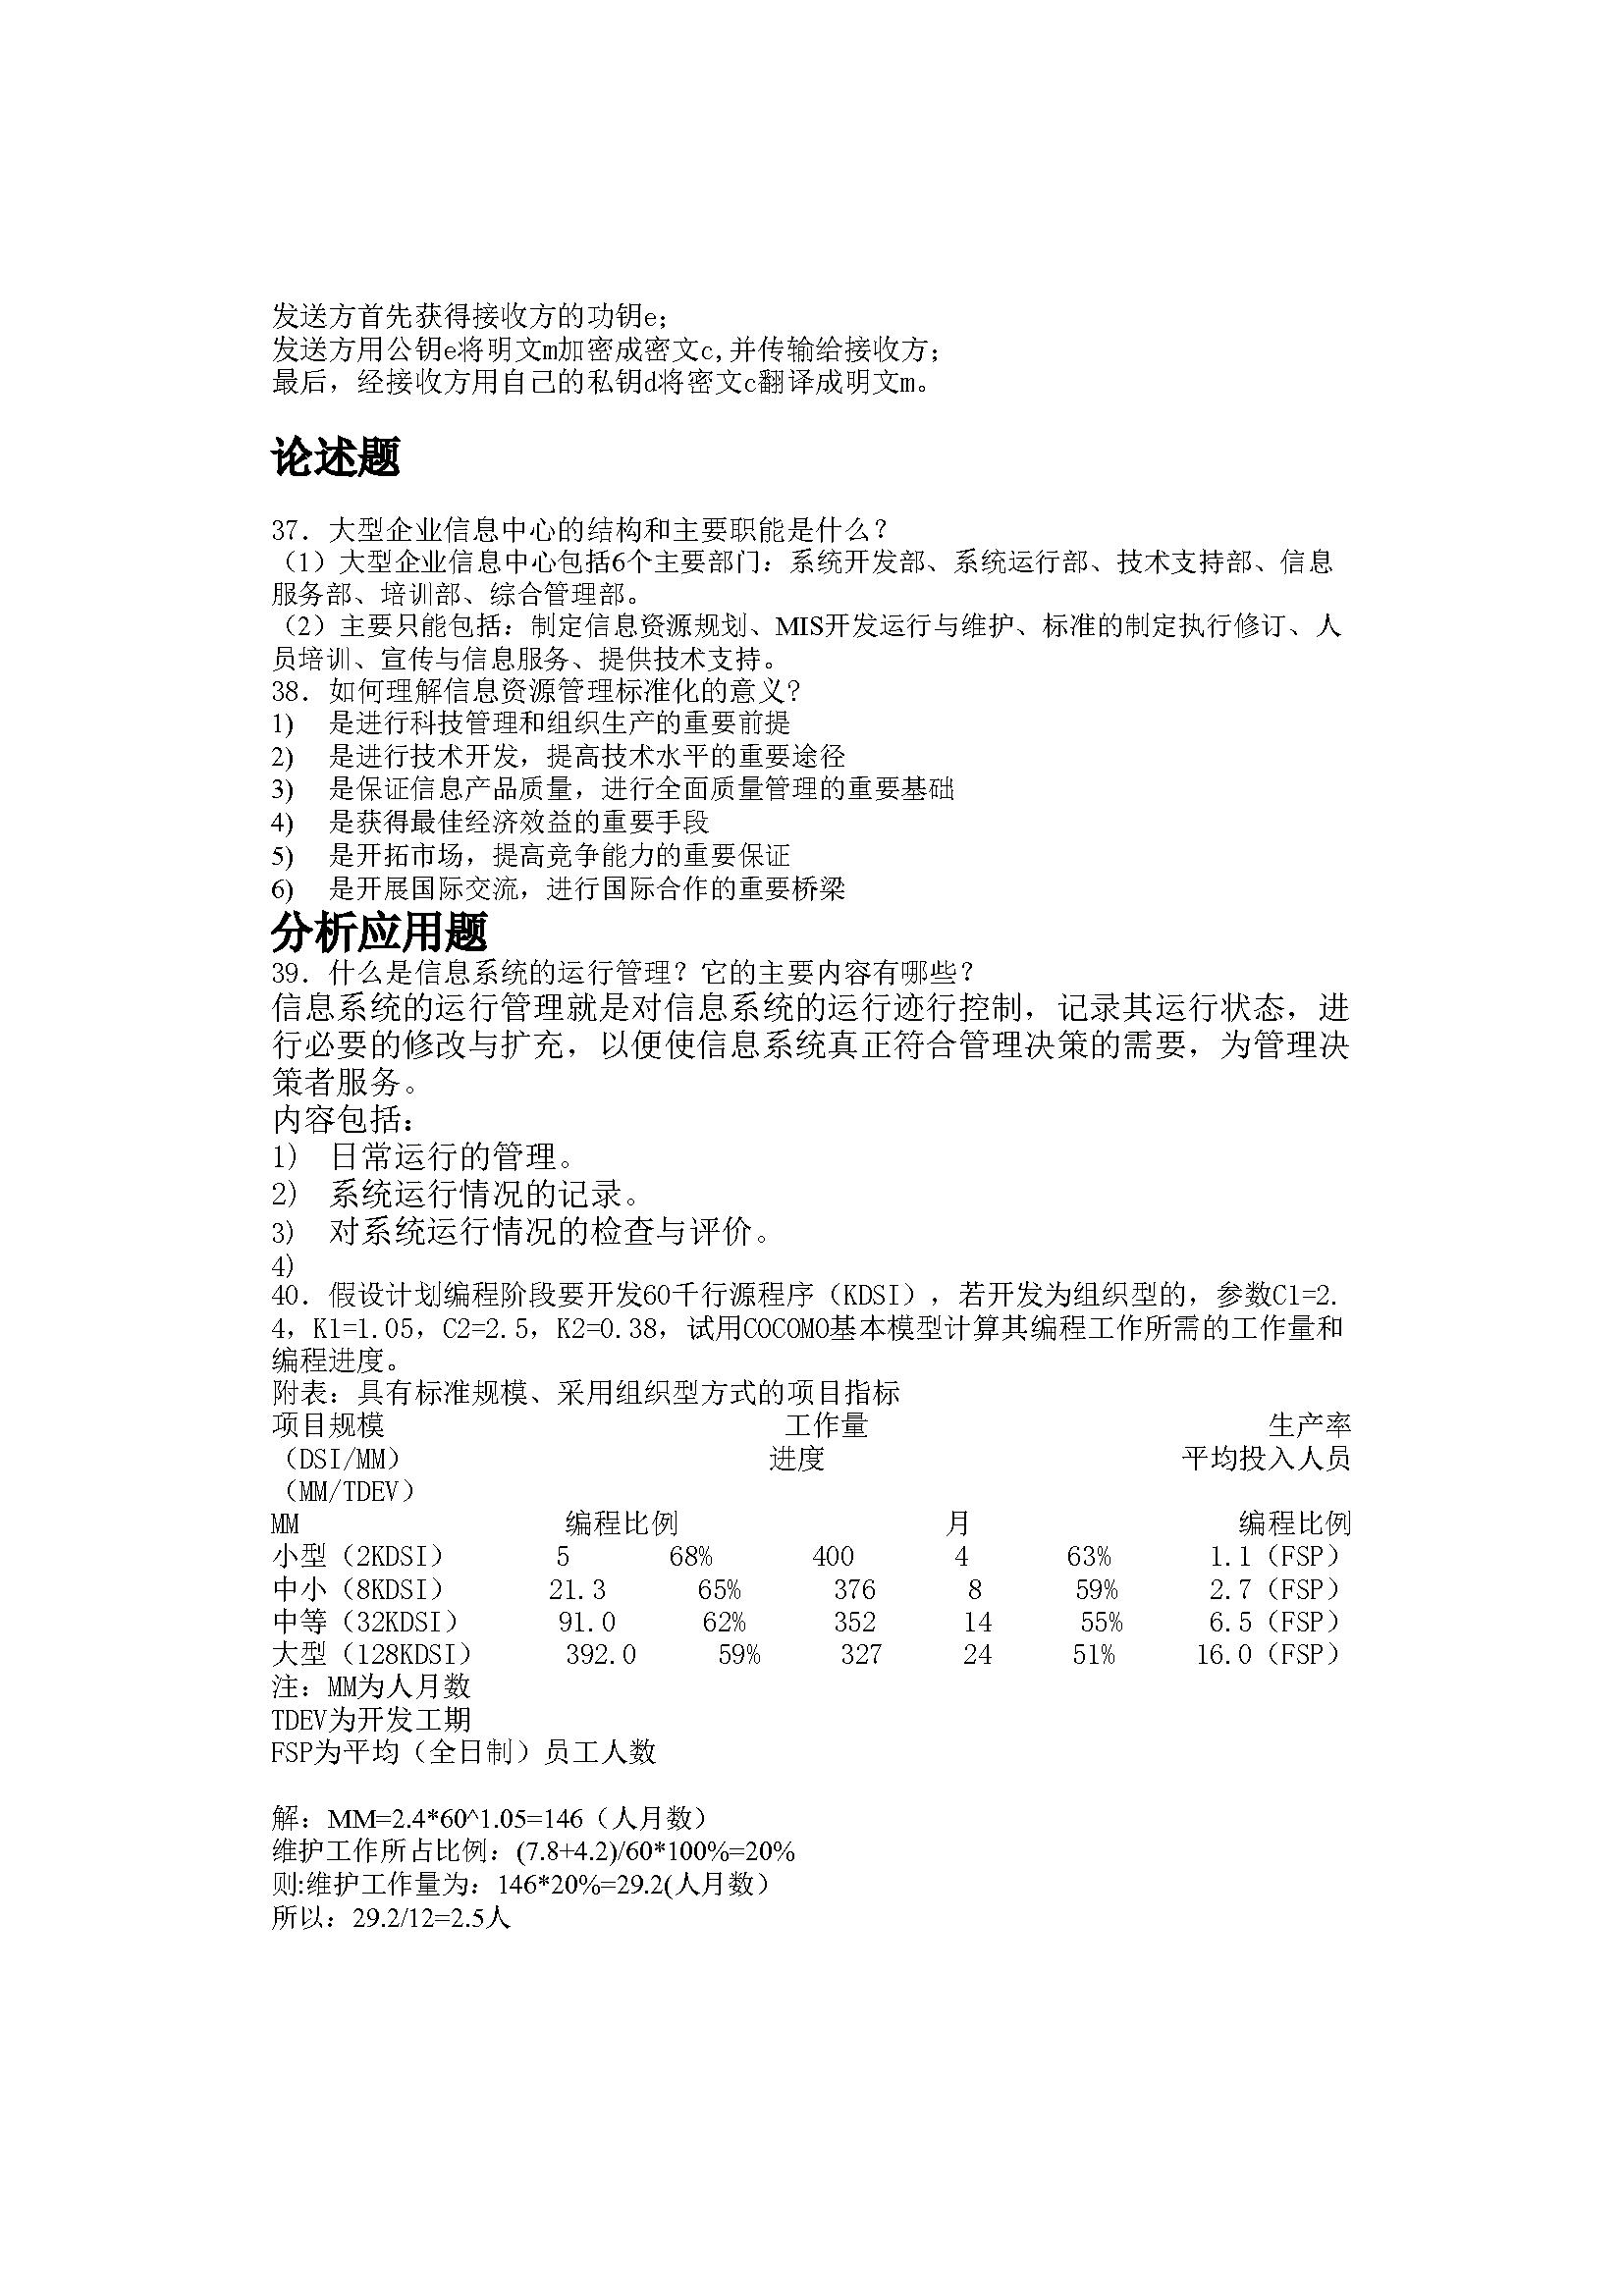 发送方首先获得接收方的功钥e；
发送方用公钥e将明文m加密成密文c,并传输给接收方；
最后，经接收方用自己的私钥d将密文c翻译成明文m。
论述题
37．大型企业信息中心的结构和主要职能是什么？
（1）大型企业信息中心包括6个主要部门：系统开发部、系统运行部、技术支持部、信息
服务部、培训部、综合管理部。
（2）主要只能包括：制定信息资源规划、MIS开发运行与维护、标准的制定执行修订、人
员培训、宣传与信息服务、提供技术支持。
38．如何理解信息资源管理标准化的意义?
1) 是进行科技管理和组织生产的重要前提
2) 是进行技术开发，提高技术水平的重要途径
3) 是保证信息产品质量，进行全面质量管理的重要基础
4) 是获得最佳经济效益的重要手段
5) 是开拓市场，提高竞争能力的重要保证
6) 是开展国际交流，进行国际合作的重要桥梁
分析应用题
39．什么是信息系统的运行管理？它的主要内容有哪些？
信息系统的运行管理就是对信息系统的运行迹行控制，记录其运行状态，进
行必要的修改与扩充，以便使信息系统真正符合管理决策的需要，为管理决
策者服务。
内容包括：
1) 日常运行的管理。
2) 系统运行情况的记录。
3) 对系统运行情况的检查与评价。
4)
40．假设计划编程阶段要开发60千行源程序（KDSI），若开发为组织型的，参数C1=2.
4，K1=1.05，C2=2.5，K2=0.38，试用COCOMO基本模型计算其编程工作所需的工作量和
编程进度。
附表：具有标准规模、采用组织型方式的项目指标
项目规模 工作量 生产率
（DSI/MM） 进度 平均投入人员
（MM/TDEV）
MM 编程比例 月 编程比例
小型（2KDSI） 5 68% 400 4 63% 1.1（FSP）
中小（8KDSI） 21.3 65% 376 8 59% 2.7（FSP）
中等（32KDSI） 91.0 62% 352 14 55% 6.5（FSP）
大型（128KDSI） 392.0 59% 327 24 51% 16.0（FSP）
注：MM为人月数
TDEV为开发工期
FSP为平均（全日制）员工人数
解：MM=2.4*60^1.05=146（人月数）
维护工作所占比例：(7.8+4.2)/60*100%=20%
则:维护工作量为：146*20%=29.2(人月数）
所以：29.2/12=2.5人